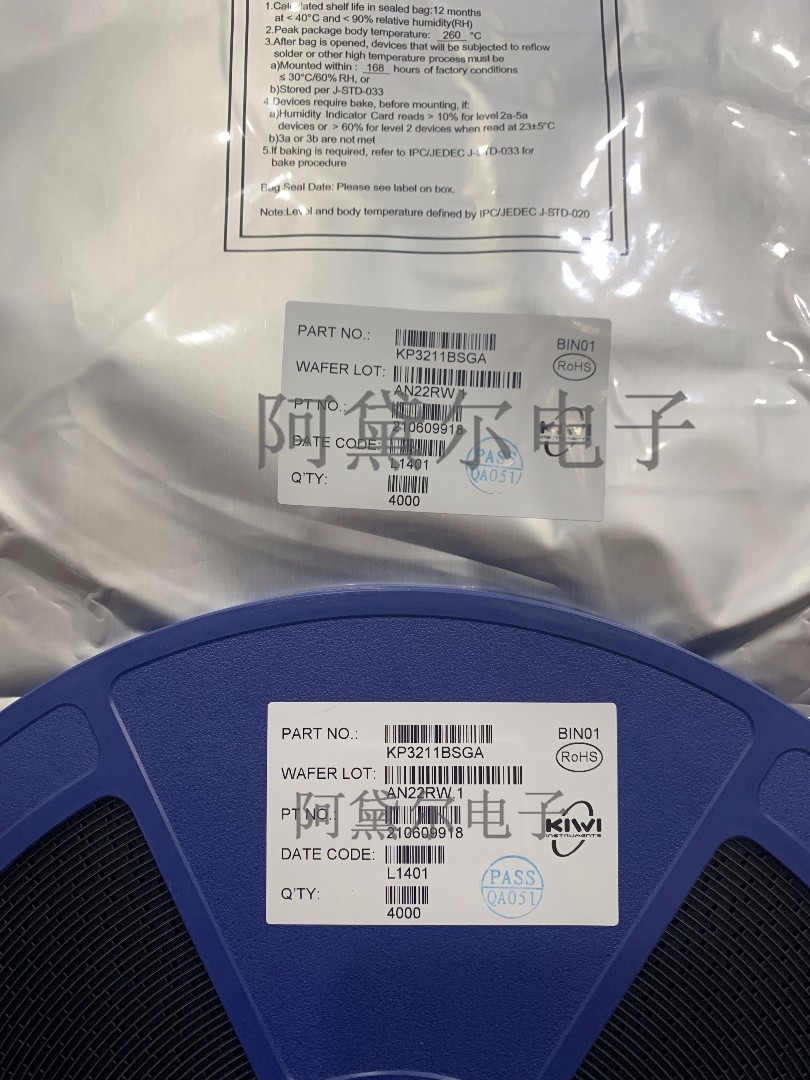 1.Calculated shelf life in sealed bag:12 months
at < 40°C and < 90% relative humidity(RH)
2.Peak package body temperature: 260 °C
3.After bag is opened, devices that will be subjected to reflow
solder or other high temperature process must be
a)Mounted within : 168 hours of factory conditions
≤ 30°C/60% RH, or
b)Stored per J-STD-033
4.Devices require bake, before mounting, if:
a)Humidity Indicator Card reads > 10% for level 2a-5a
devices or > 60% for level 2 devices when read at 23±5°C
b)3a or 3b are not met
5.If baking is required, refer to IPC/JEDEC J-STD-033 for
bake procedure
Bag Seal Date: Please see label on box.
Note:Level and body temperature defined by IPC/JEDEC J-STD-020
PART NO.:
KP3211BSGA
BIN01
RoHS
WAFER LOT:
AN22RW.1
PT NO.:
210609918
阿黛尔电子
KIWI
DATE CODE:
L1401
PASS
QA051
Q'TY:
4000
PART NO.:
KP3211BSGA
BIN01
RoHS
WAFER LOT:
AN22RW.1
PT NO.:
210609918
阿黛尔电子
KIWI
INSTRUMENTS
DATE CODE:
L1401
PASS
QA051
Q'TY:
4000